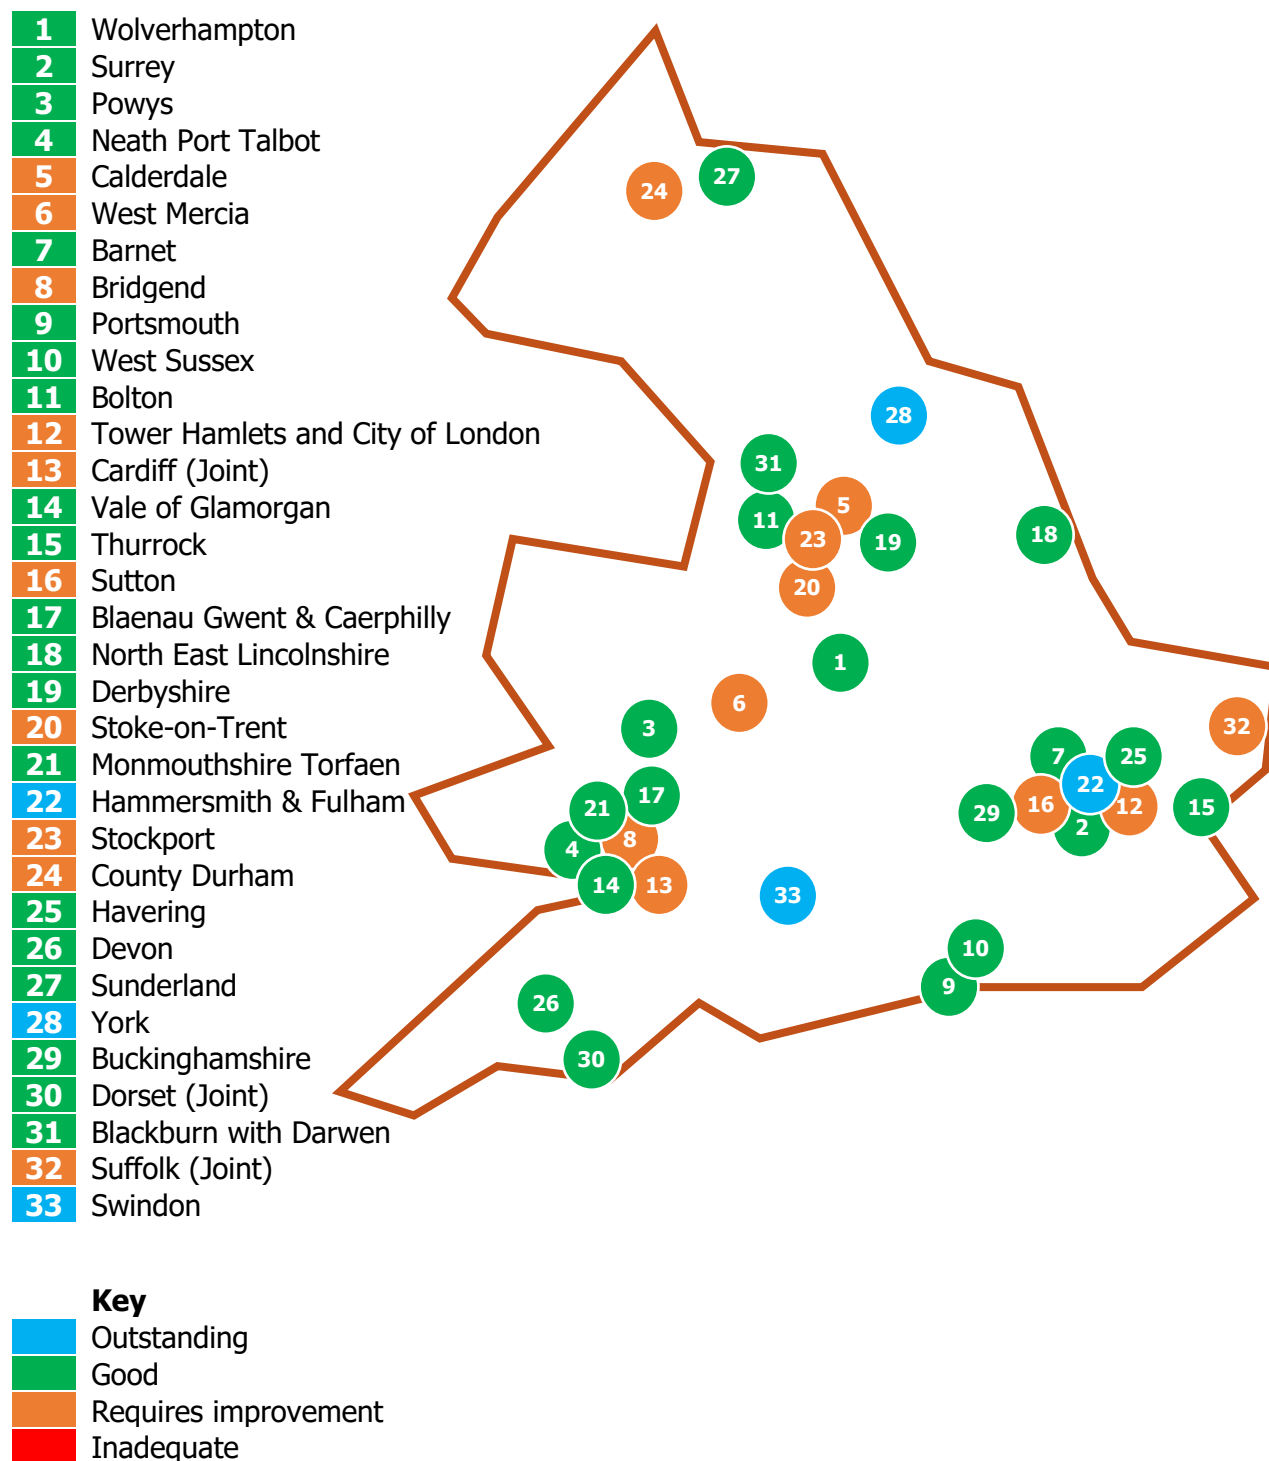 1 Wolverhampton
2 Surrey
3 Powys
4 Neath Port Talbot
5 Calderdale
6 West Mercia
7 Barnet
8 Bridgend
9 Portsmouth
10 West Sussex
11 Bolton
12 Tower Hamlets and City of London
13 Cardiff (Joint)
14 Vale of Glamorgan
15 Thurrock
16 Sutton
17 Blaenau Gwent & Caerphilly
18 North East Lincolnshire
19 Derbyshire
20 Stoke-on-Trent
21 Monmouthshire Torfaen
22 Hammersmith & Fulham
23 Stockport
24 County Durham
25 Havering
26 Devon
27 Sunderland
28 York
29 Buckinghamshire
30 Dorset (Joint)
31 Blackburn with Darwen
32 Suffolk (Joint)
33 Swindon
Key
Outstanding
Good
Requires improvement
Inadequate
27
24
28
31
5
11
23
19
18
20
1
6
3
32
7
25
22
17
21
29
16
12
15
2
8
4
14
13
33
10
9
26
30